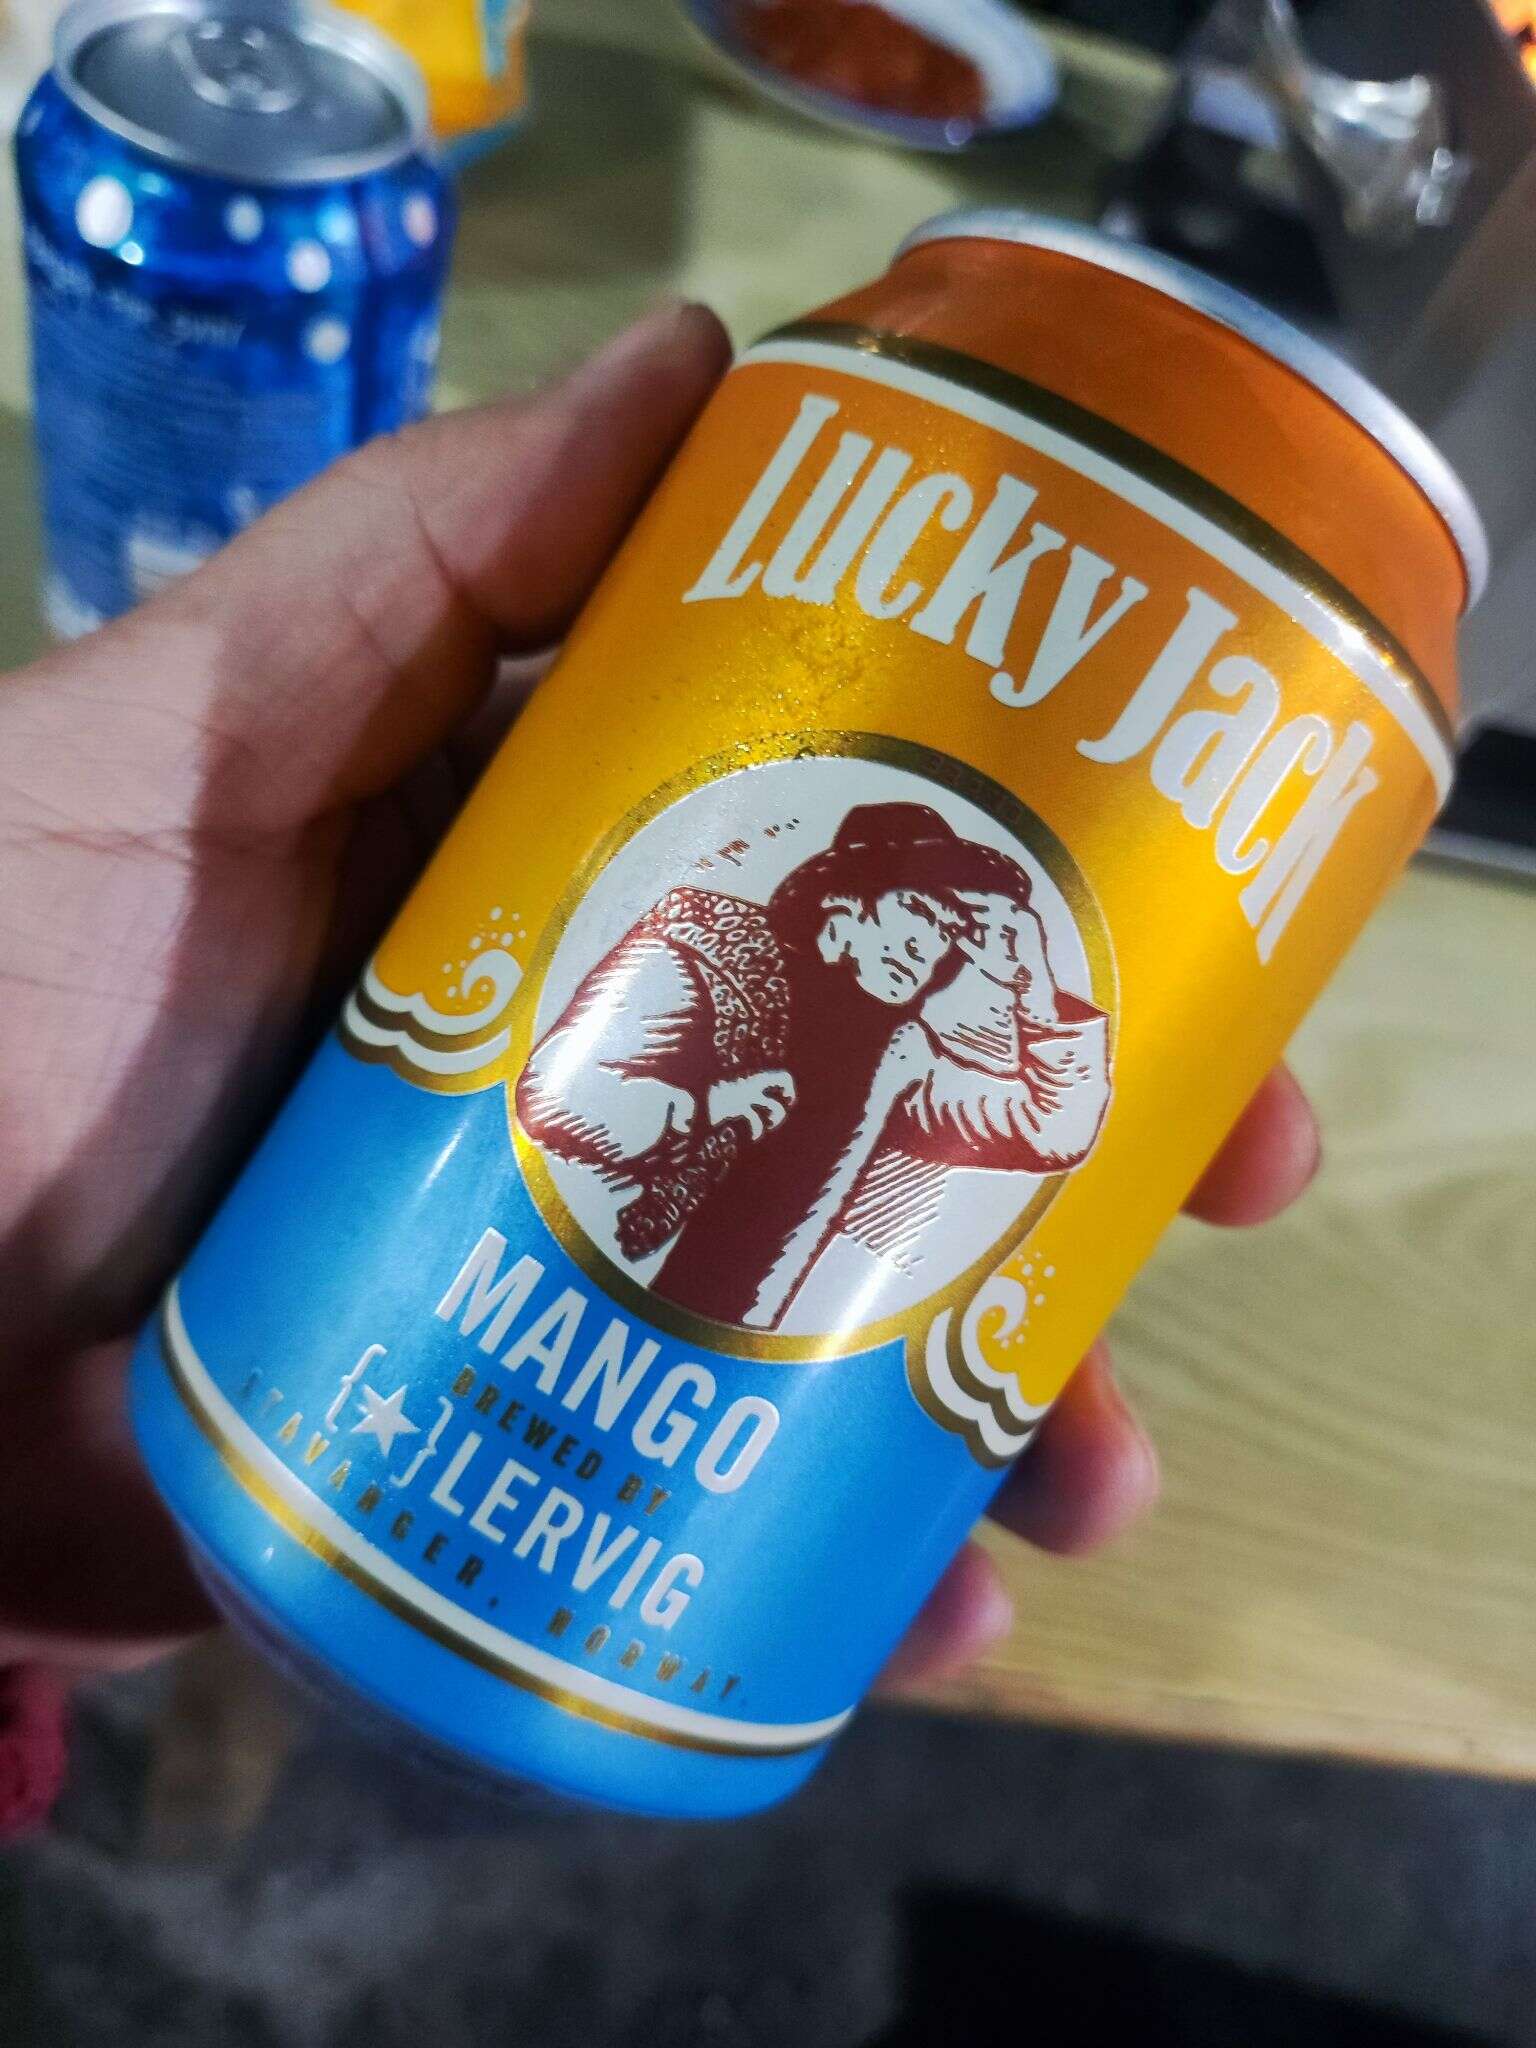 Lucky Jack
MANGO
BREWED BY
{★}LERVIG
STAVANGER, NORWAY.